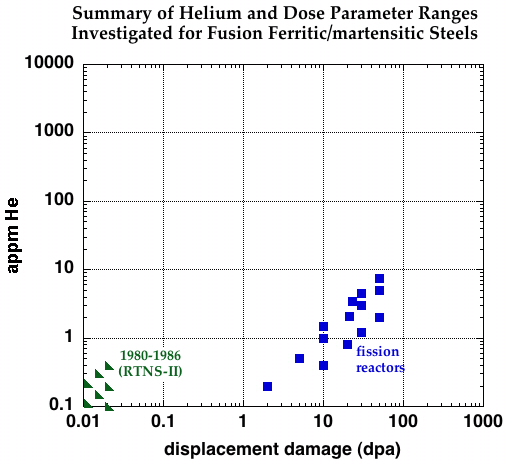 Summary of Helium and Dose Parameter Ranges
Investigated for Fusion Ferritic/martensitic Steels
10000
1000
100
10
1
0.1
appm He
1980-1986
(RTNS-II)
fission
reactors
0.01
0.1
1
10
100
1000
displacement damage (dpa)